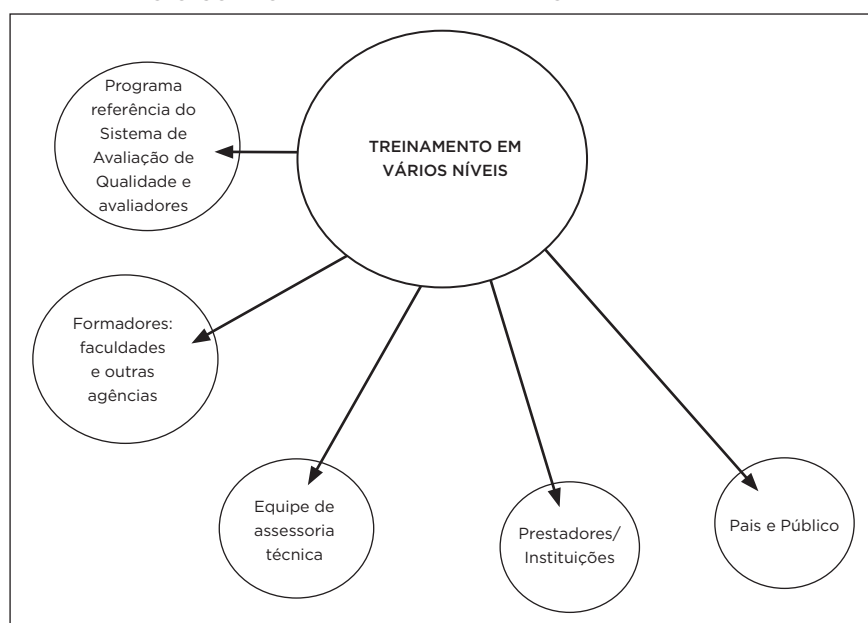 Programa
referência do
Sistema de
Avaliação de
Qualidade e
avaliadores
TREINAMENTO EM
VÁRIOS NÍVEIS
Formadores:
faculdades
e outras
agências
Equipe de
assessoria
técnica
Prestadores/
Instituições
Pais e Público